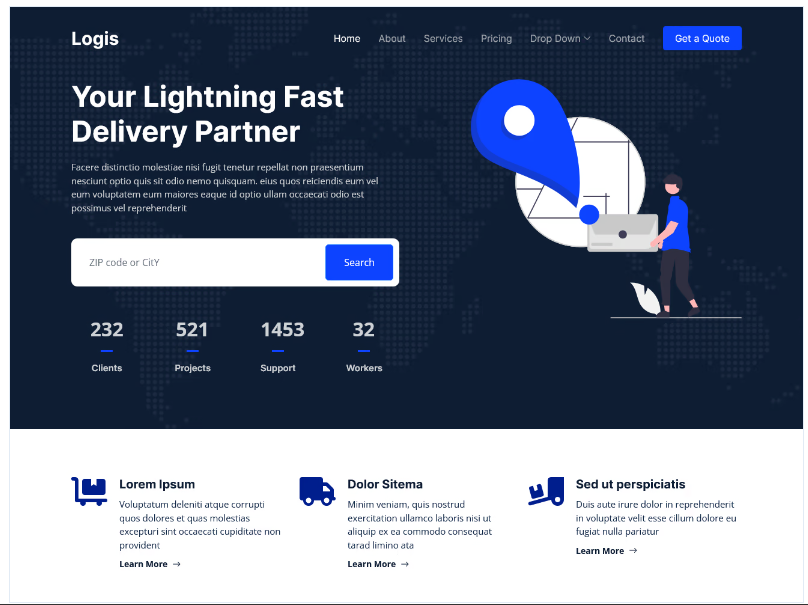 Logis
Home About Services Pricing Drop Down Contact Get a Quote
Your Lightning Fast
Delivery Partner
Facere distinctio molestiae nisi fugit tenetur repellat non praesentium
nesciunt optio quis sit odio nemo quisquam. eius quos reiciendis eum vel
eum voluptatem eum maiores eaque id optio ullam occaecati odio est
possimus vel reprehenderit
ZIP code or CitY
Search
232 521 1453 32
Clients Projects Support Workers
Lorem Ipsum
Voluptatum deleniti atque corrupti
quos dolores et quas molestias
excepturi sint occaecati cupiditate non
provident
Learn More
Dolor Sitema
Minim veniam, quis nostrud
exercitation ullamco laboris nisi ut
aliquip ex ea commodo consequat
tarad limino ata
Learn More
Sed ut perspiciatis
Duis aute irure dolor in reprehenderit
in voluptate velit esse cillum dolore eu
fugiat nulla pariatur
Learn More